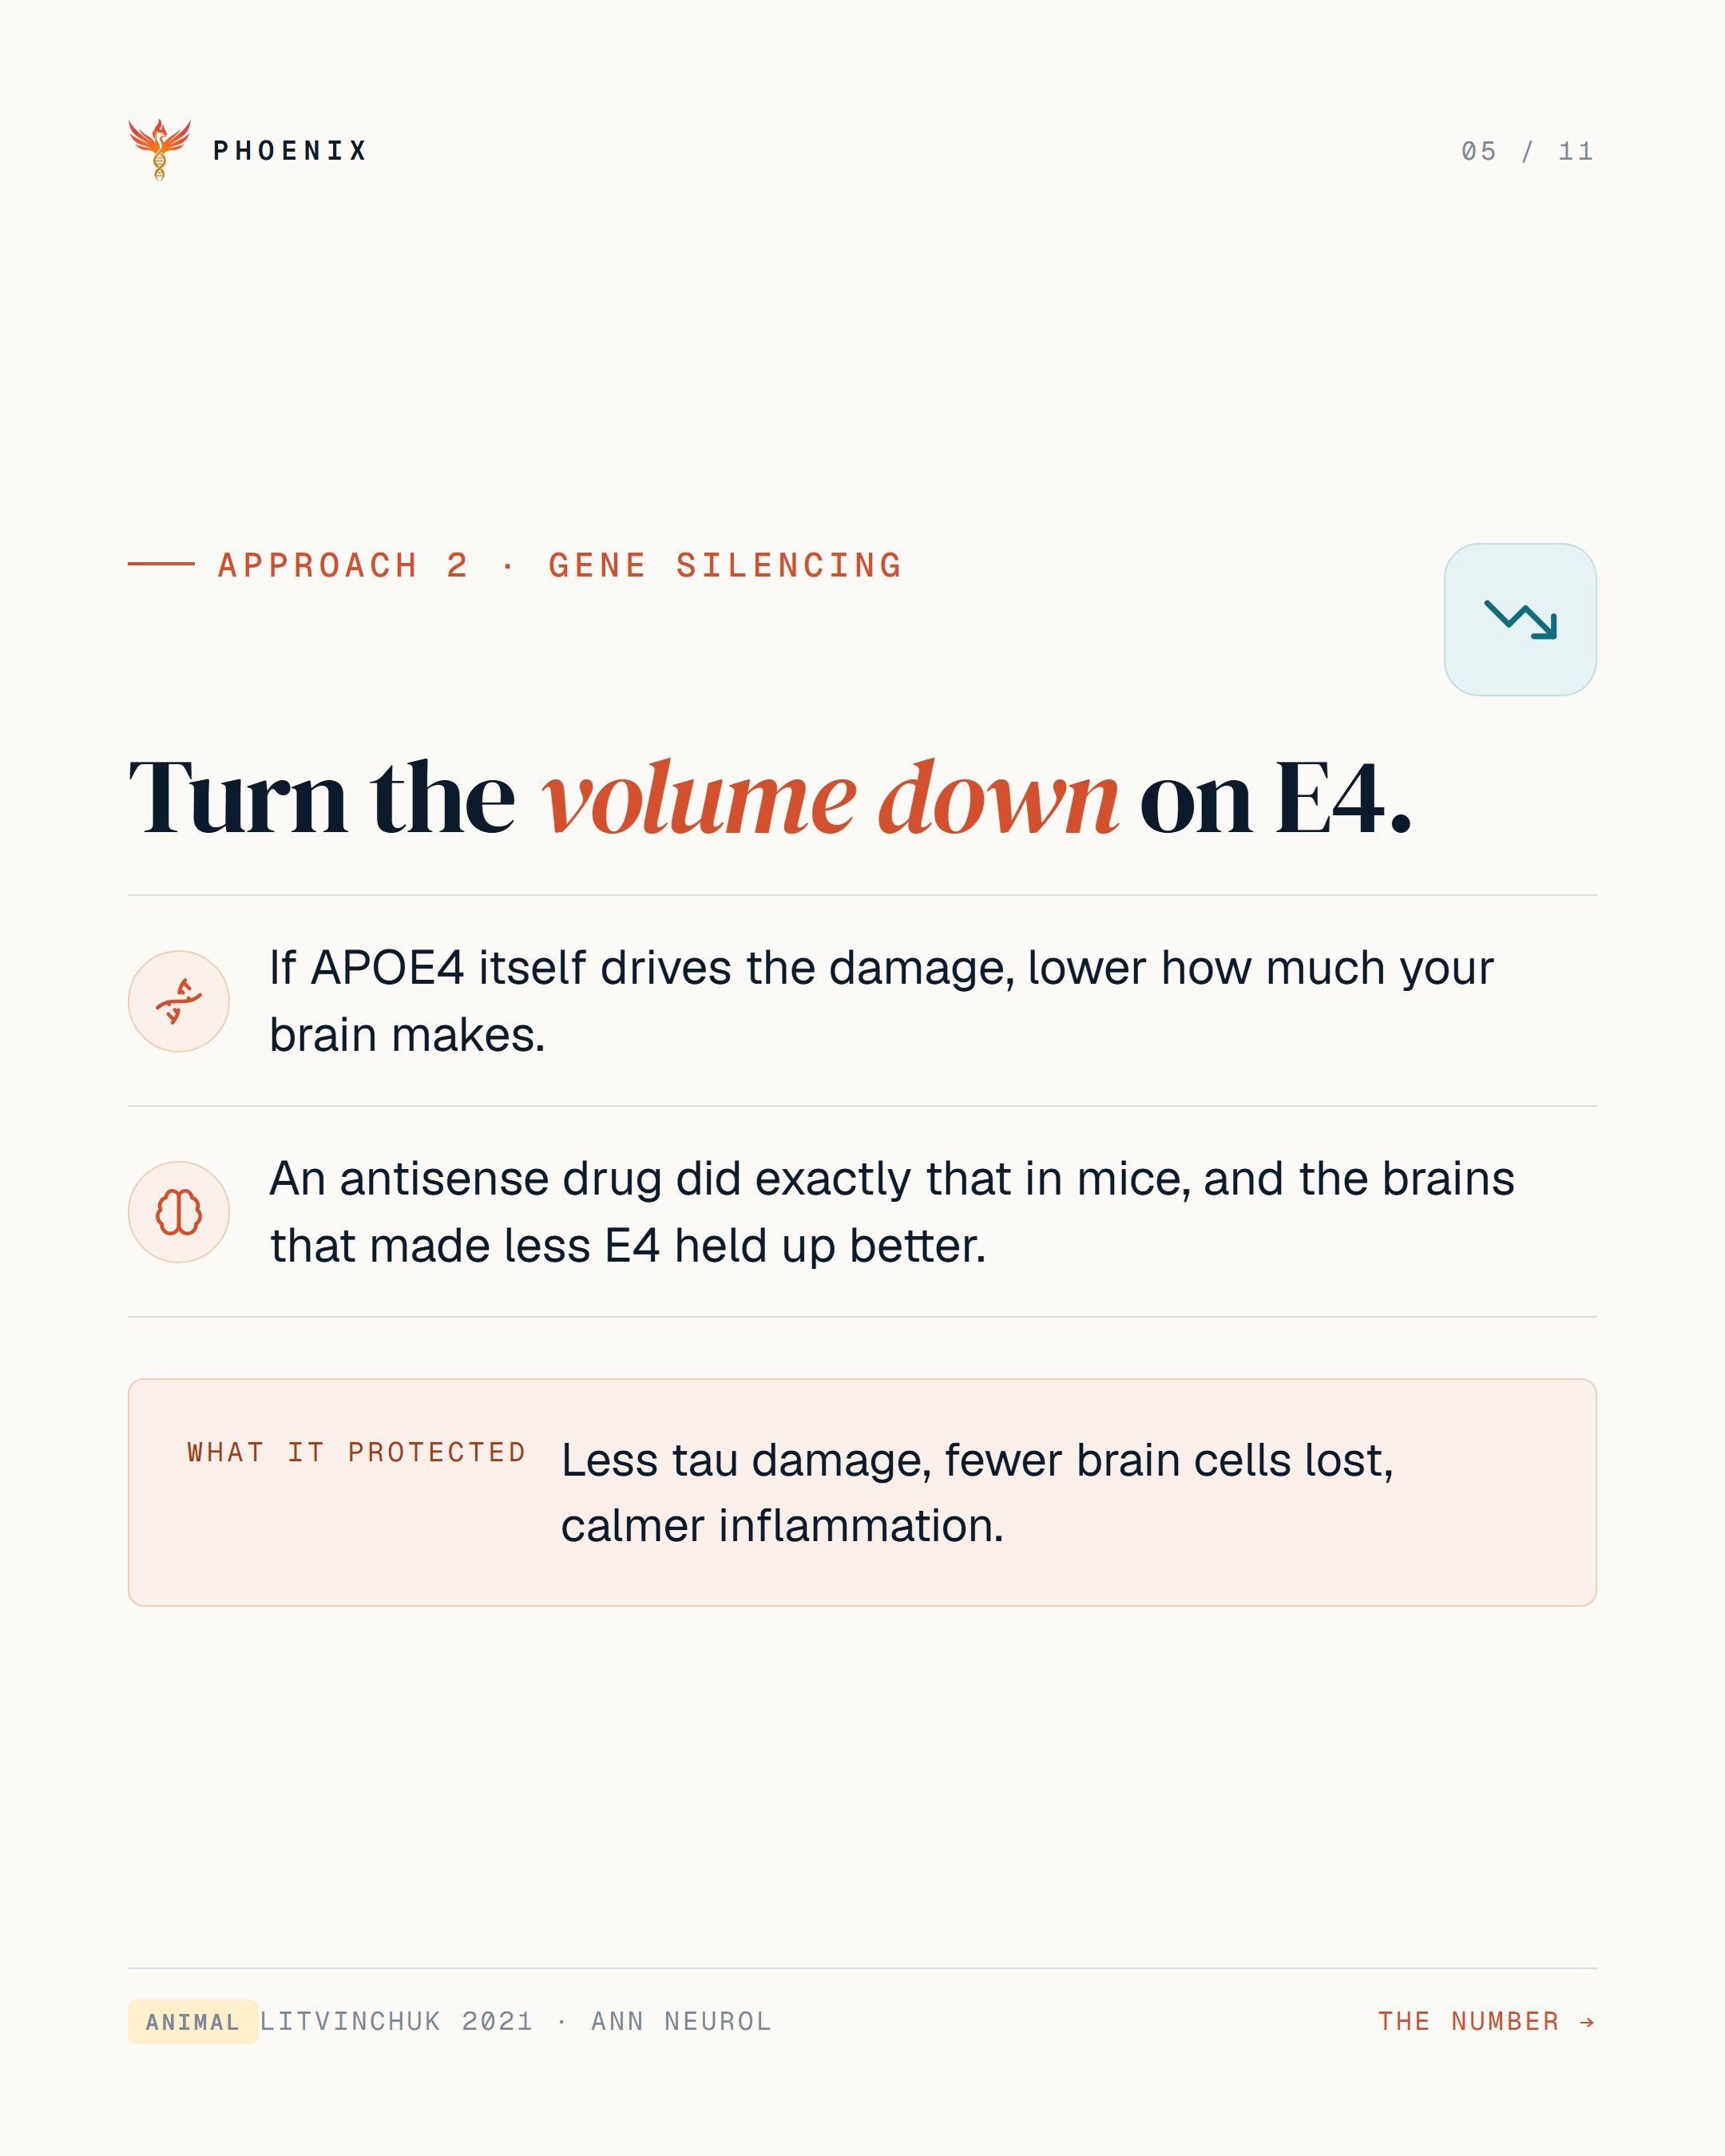 PHOENIX
05 / 11
APPROACH 2 · GENE SILENCING
Turn the volume down on E4.
If APOE4 itself drives the damage, lower how much your
brain makes.
An antisense drug did exactly that in mice, and the brains
that made less E4 held up better.
WHAT IT PROTECTED
Less tau damage, fewer brain cells lost,
calmer inflammation.
ANIMAL LITVINCHUK 2021 · ANN NEUROL
THE NUMBER →